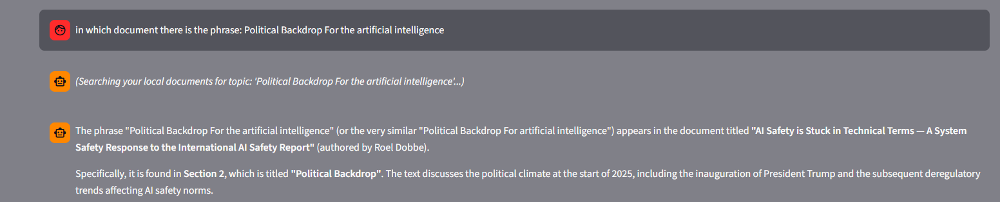 in which document there is the phrase: Political Backdrop For the artificial intelligence
(Searching your local documents for topic: 'Political Backdrop For the artificial intelligence'...)
The phrase "Political Backdrop For the artificial intelligence" (or the very similar "Political Backdrop For artificial intelligence") appears in the document titled "AI Safety is Stuck in Technical Terms — A System
Safety Response to the International AI Safety Report" (authored by Roel Dobbe).
Specifically, it is found in Section 2, which is titled "Political Backdrop". The text discusses the political climate at the start of 2025, including the inauguration of President Trump and the subsequent deregulatory
trends affecting AI safety norms.